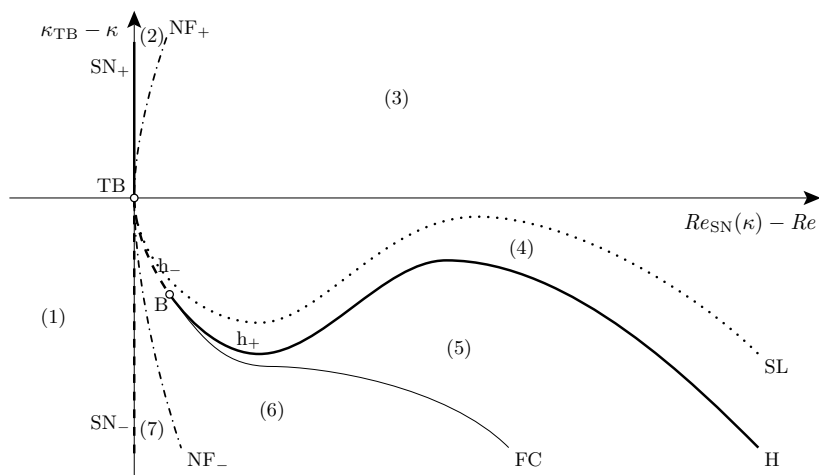 κ_TB − κ
(2)
NF₊
SN₊
(3)
TB
Re_SN(κ) − Re
h₋
(4)
B
(1)
h₊
(5)
SL
(6)
SN₋
(7)
NF₋
FC
H